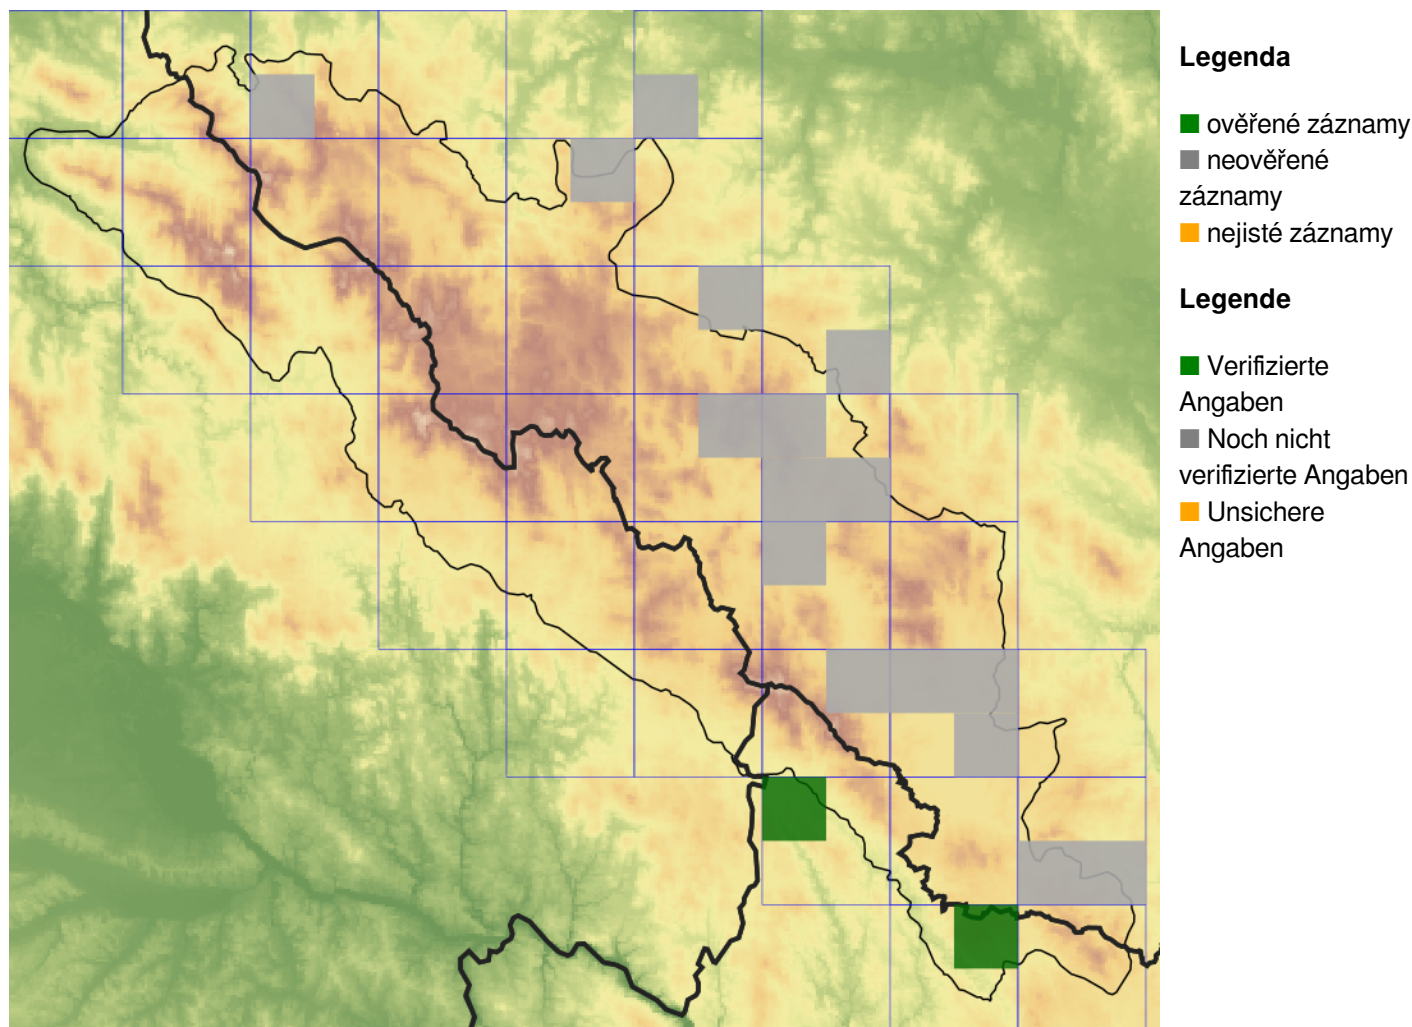 Legenda
ověřené záznamy
neověřené
záznamy
nejisté záznamy
Legende
Verifizierte
Angaben
Noch nicht
verifizierte Angaben
Unsichere
Angaben